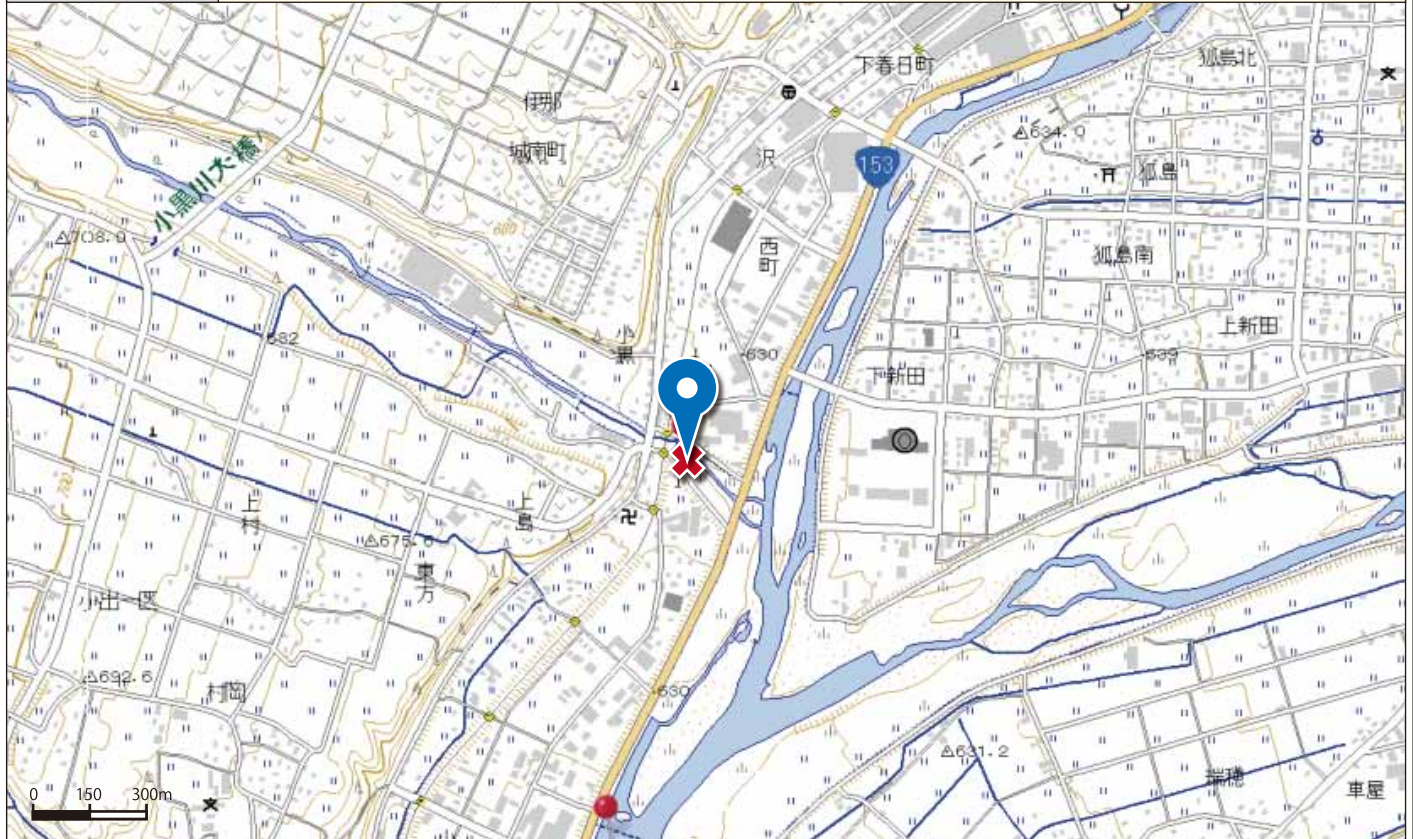 下春日町
狐島北
伊那
城南町
小黒川大橋
沢
153
△634.0
狐島
西町
680
△708.0
狐島南
上新田
682
小黒
630
639
下新田
上村
上島
700
△675.6
東方
小出一区
△692.6
村岡
630
△631.2
瑞穂
車屋
0 150 300m